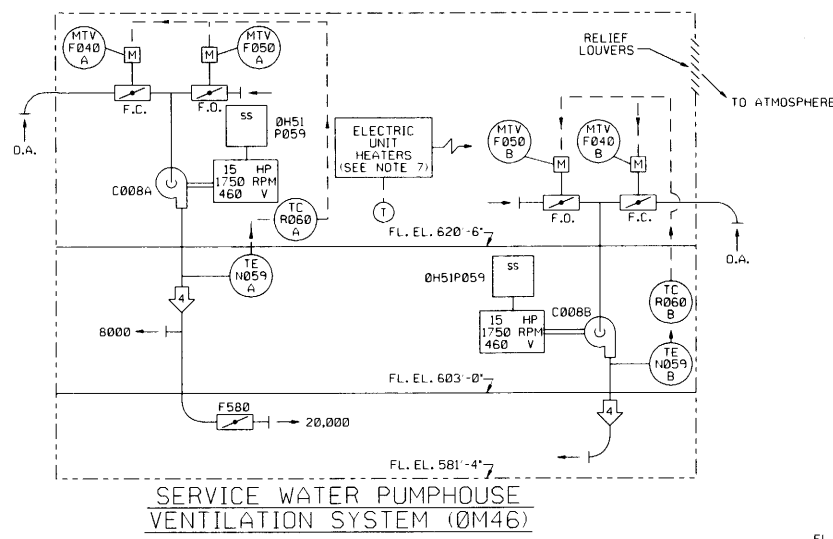 MTV
F040
A
MTV
F050
A
M
M
F.C.
F.O.
O.A.
SS
0H51
P059
15 HP
1750 RPM
460 V
C008A
TC
R060
A
TE
N059
A
4
8000
F580
20,000
ELECTRIC
UNIT
HEATERS
(SEE NOTE 7)
T
RELIEF
LOUVERS
TO ATMOSPHERE
MTV
F050
B
MTV
F040
B
M
M
F.O.
F.C.
O.A.
FL. EL. 620'-6"
SS
0H51P059
15 HP
1750 RPM
460 V
C008B
TC
R060
B
TE
N059
B
FL. EL. 603'-0"
4
FL. EL. 581'-4"
SERVICE WATER PUMPHOUSE
VENTILATION SYSTEM (0M46)